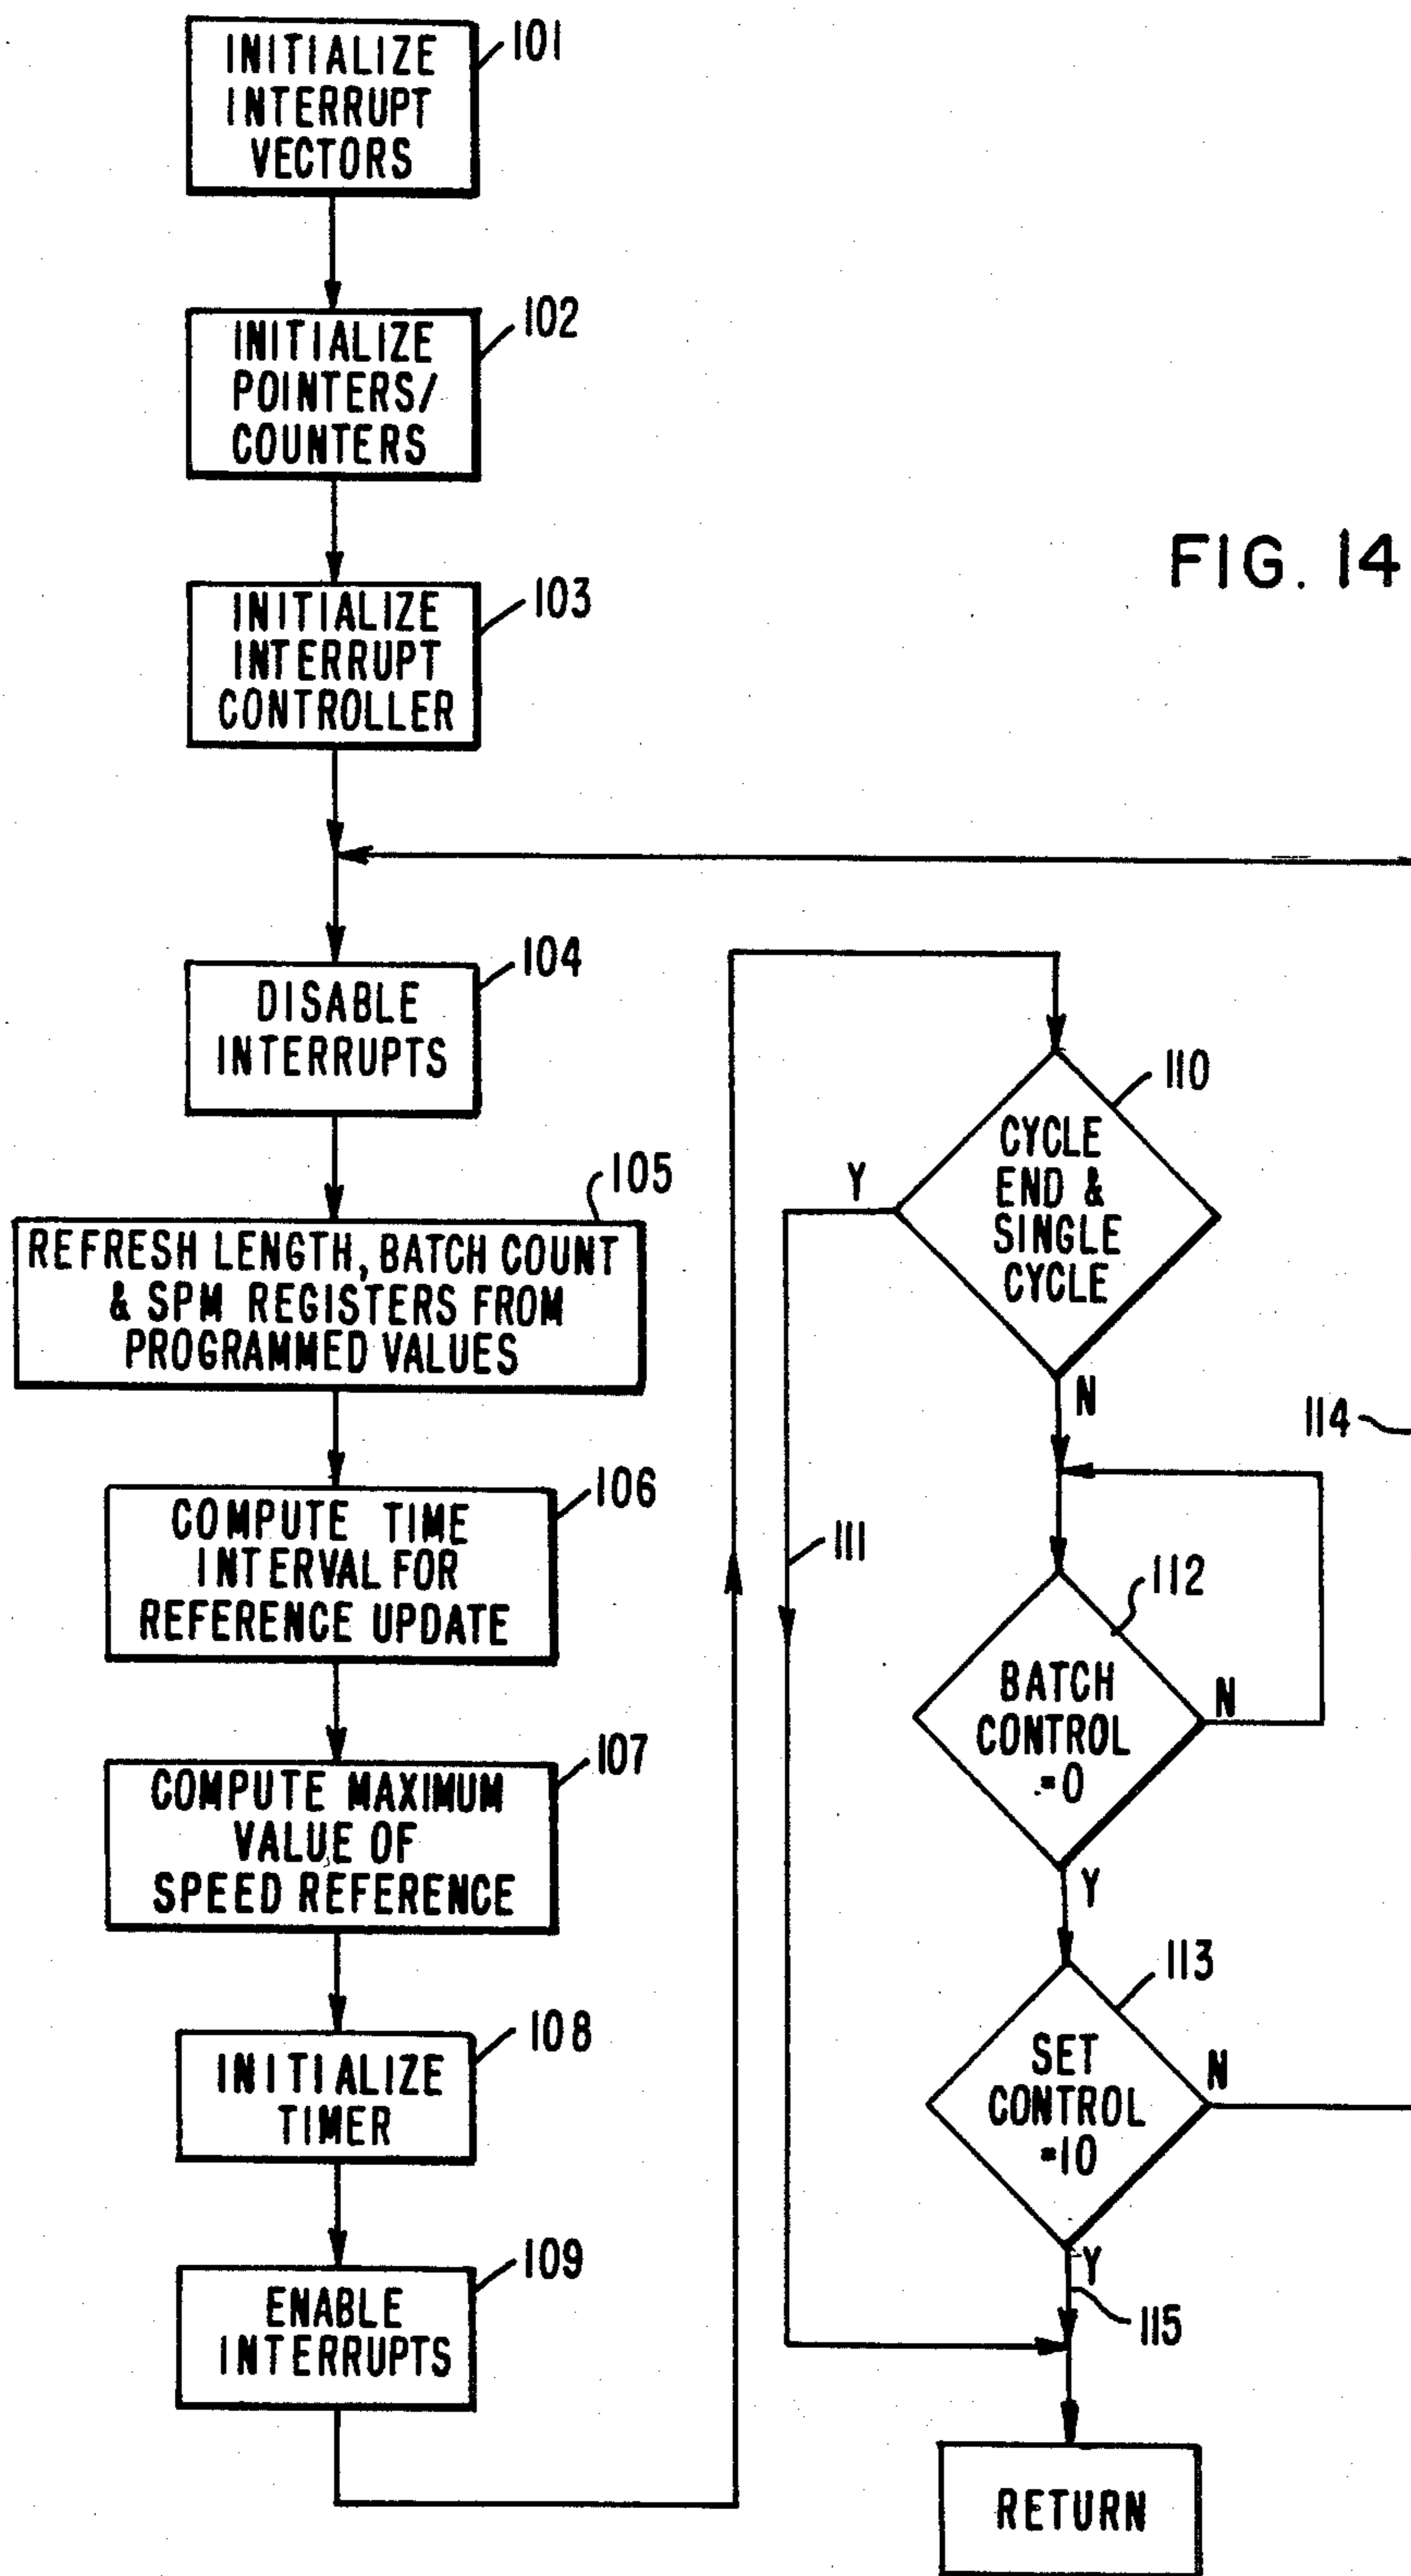 INITIALIZE
INTERRUPT
VECTORS
101
INITIALIZE
POINTERS/
COUNTERS
102
INITIALIZE
INTERRUPT
CONTROLLER
103
FIG. 14
DISABLE
INTERRUPTS
104
REFRESH LENGTH, BATCH COUNT
& SPM REGISTERS FROM
PROGRAMMED VALUES
105
COMPUTE TIME
INTERVAL FOR
REFERENCE UPDATE
106
COMPUTE MAXIMUM
VALUE OF
SPEED REFERENCE
107
INITIALIZE
TIMER
108
ENABLE
INTERRUPTS
109
CYCLE
END &
SINGLE
CYCLE
110
Y
N
111
114
BATCH
CONTROL
=0
112
N
Y
SET
CONTROL
=10
113
N
Y
115
RETURN